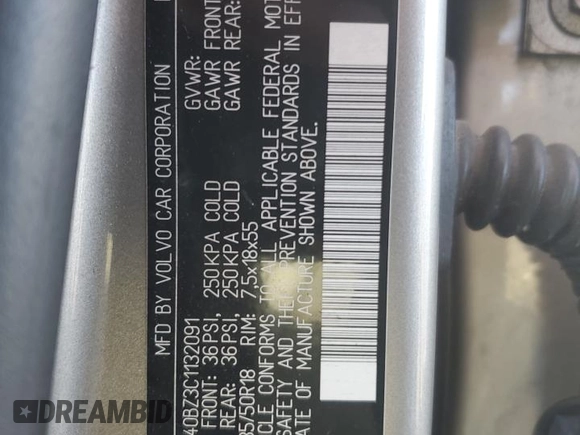 MFD BY VOLVO CAR CORPORATION
GVWR:
GAWR FRONT
GAWR REAR:
40BZ3C1132091
FRONT: 36PSI, 250KPA COLD
REAR: 36PSI, 250KPA COLD
/50R18 RIM: 7,5x18x55
CLE CONFORMS TO ALL APPLICABLE FEDERAL MOT
SAFETY AND THEFT PREVENTION STANDARDS IN EFF
ATE OF MANUFACTURE SHOWN ABOVE.
AUTOBIDMASTER